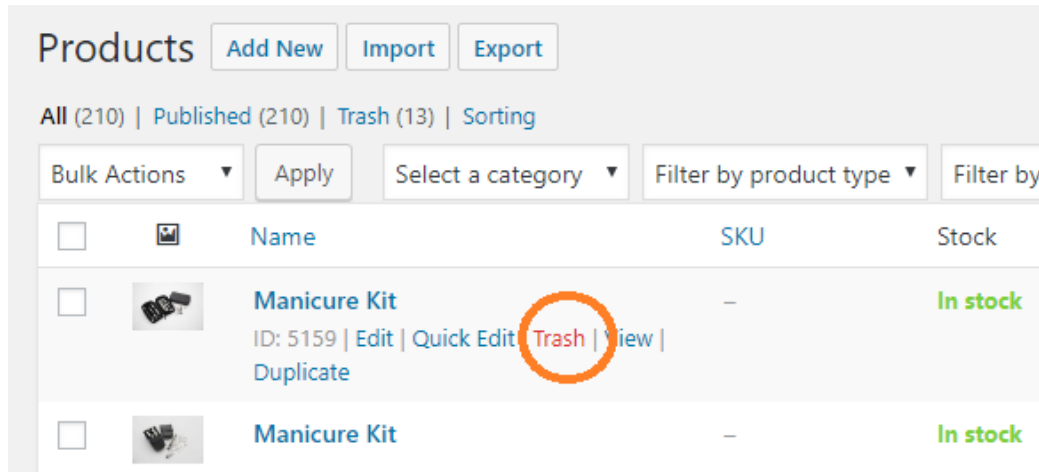 Products Add New Import Export
All (210) | Published (210) | Trash (13) | Sorting
Bulk Actions Apply Select a category Filter by product type Filter by
Name SKU Stock
Manicure Kit – In stock
ID: 5159 | Edit | Quick Edit | Trash | View |
Duplicate
Manicure Kit – In stock